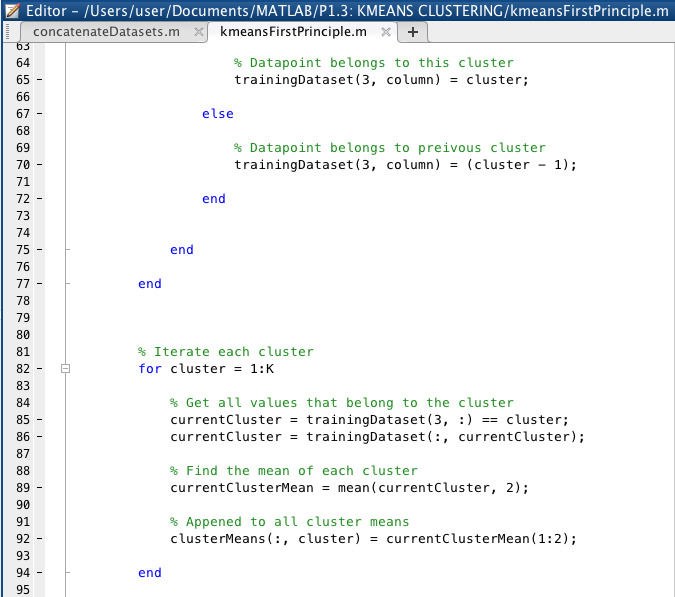 Editor - /Users/user/Documents/MATLAB/P1.3: KMEANS CLUSTERING/kmeansFirstPrinciple.m
concatenateDatasets.m × kmeansFirstPrinciple.m × +
63
64 % Datapoint belongs to this cluster
65 - trainingDataset(3, column) = cluster;
66
67 - else
68
69 % Datapoint belongs to preivous cluster
70 - trainingDataset(3, column) = (cluster - 1);
71
72 - end
73
74
75 - end
76
77 - end
78
79
80
81 % Iterate each cluster
82 - for cluster = 1:K
83
84 % Get all values that belong to the cluster
85 - currentCluster = trainingDataset(3, :) == cluster;
86 - currentCluster = trainingDataset(:, currentCluster);
87
88 % Find the mean of each cluster
89 - currentClusterMean = mean(currentCluster, 2);
90
91 % Appened to all cluster means
92 - clusterMeans(:, cluster) = currentClusterMean(1:2);
93
94 - end
95